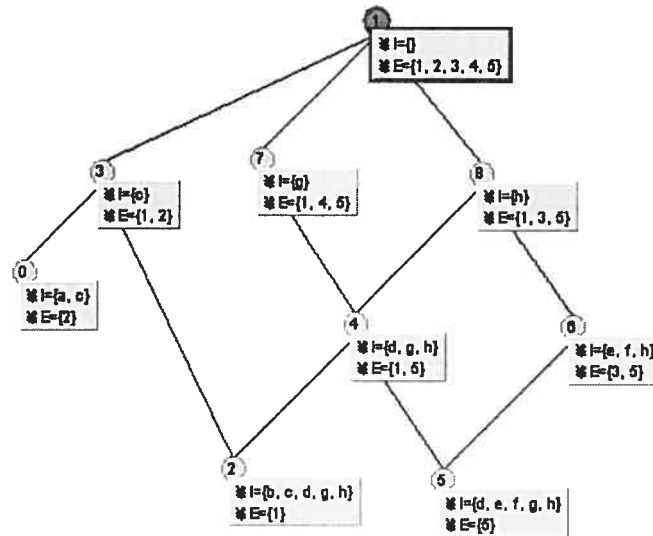 1
※ I={}
※ E={1, 2, 3, 4, 5}
3
※ I={c}
※ E={1, 2}
7
※ I={g}
※ E={1, 4, 5}
8
※ I={h}
※ E={1, 3, 5}
0
※ I={a, c}
※ E={2}
4
※ I={d, g, h}
※ E={1, 5}
6
※ I={e, f, h}
※ E={3, 5}
2
※ I={b, c, d, g, h}
※ E={1}
5
※ I={d, e, f, g, h}
※ E={5}